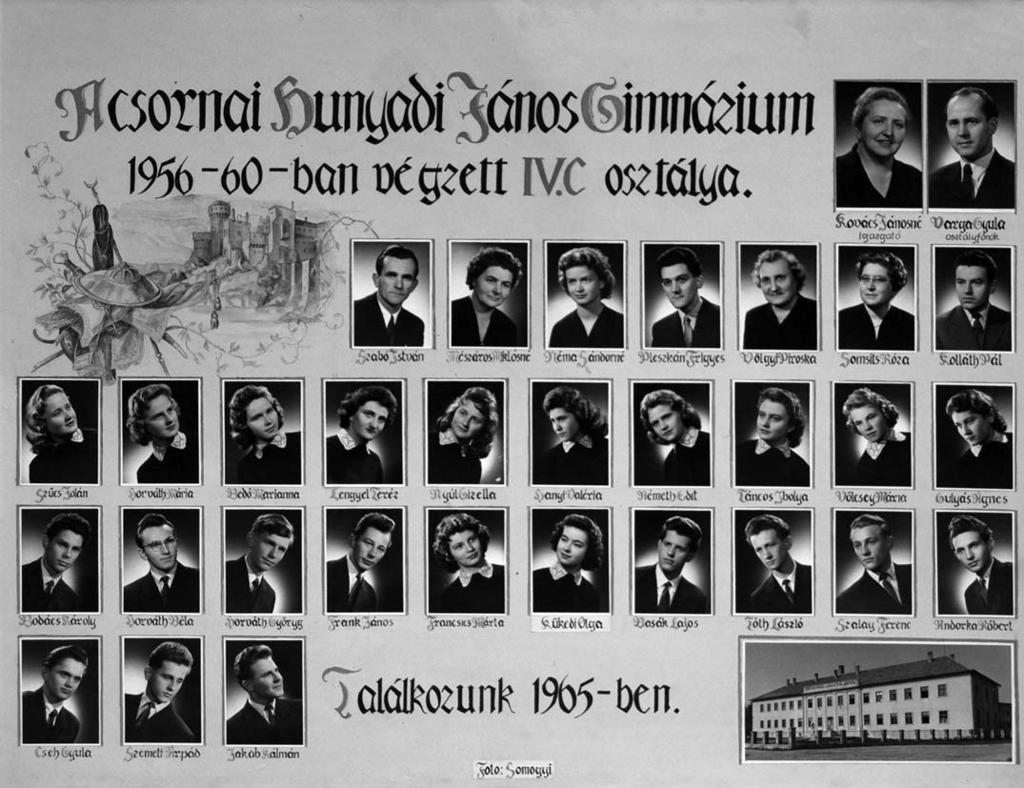 A csornai Hunyadi János Gimnázium
1956-60-ban végzett IV.C osztálya.
Kovács Jánosné Varga Gyula
igazgató osztályfőnök
Szabó István Mészáros Miklósné Néma Sándorné Pleszkán Frigyes Völgyi Piroska Somsits Róza Kolláth Pál
Szűcs Jolán Horváth Mária Bedő Marianna Lengyel Teréz Nyúl Gizella Hanyi Valéria Németh Edit Táncos Ibolya Völcsey Mária Gulyás Ágnes
Bobács Károly Horváth Béla Horváth György Frank János Francsics Márta Kükedi Olga Vasák Lajos Tóth László Szalay Ferenc Andorka Róbert
Cseh Gyula Szemeti Árpád Jakab Kálmán
Találkozunk 1965-ben.
Foto: Somogyi